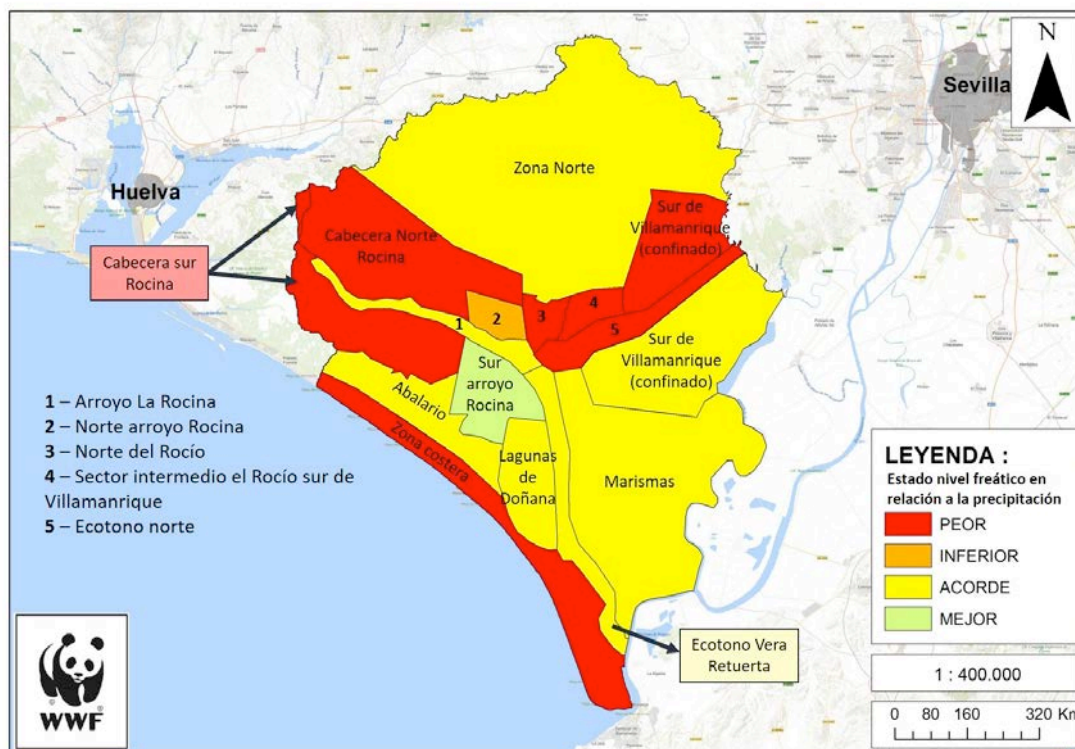 N
Sevilla
Huelva
Zona Norte
Sur de
Villamanrique
(confinado)
Cabecera Norte
Rocina
Cabecera sur
Rocina
4
3
1
2
5
Sur de
Villamanrique
(confinado)
Sur
arroyo
Rocina
Abalario
Zona costera
Lagunas
de
Doñana
Marismas
1 – Arroyo La Rocina
2 – Norte arroyo Rocina
3 – Norte del Rocío
4 – Sector intermedio el Rocío sur de
Villamanrique
5 – Ecotono norte
LEYENDA :
Estado nivel freático en
relación a la precipitación
PEOR
INFERIOR
ACORDE
MEJOR
Ecotono Vera
Retuerta
1 : 400.000
0 80 160 320 Km
WWF